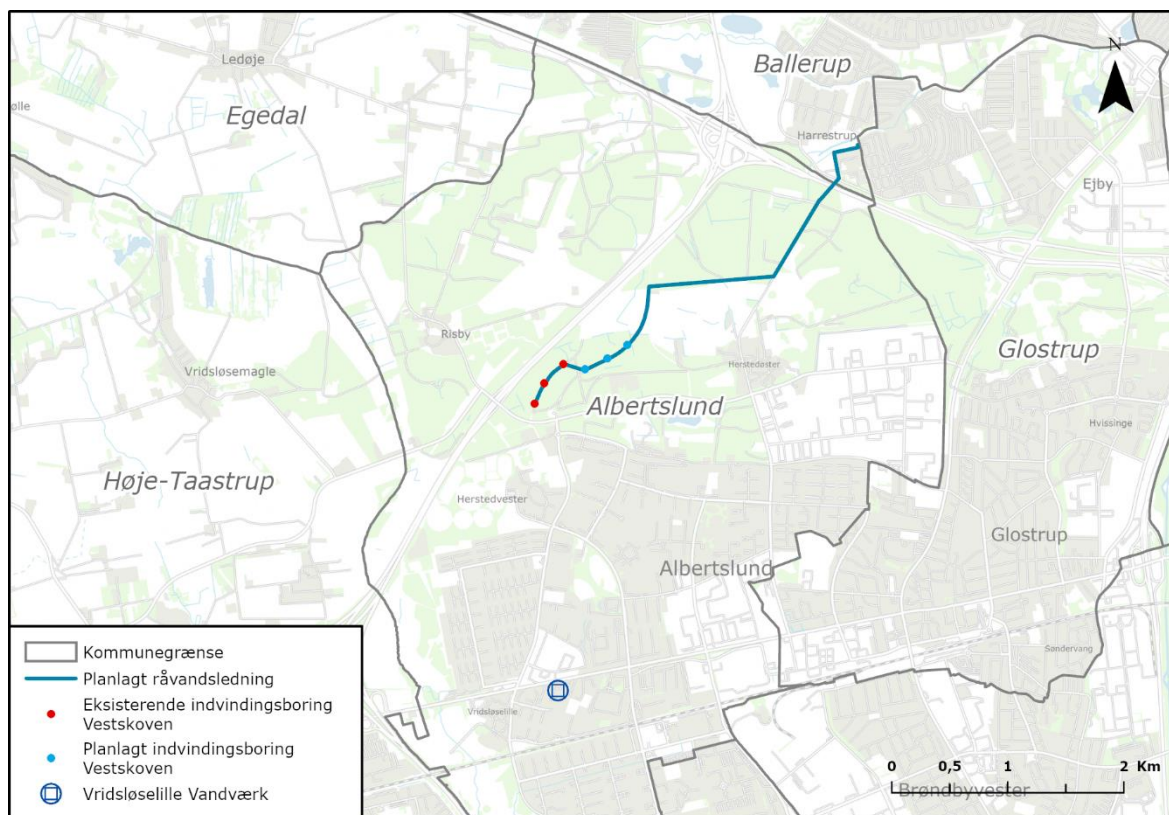 Ledøje
Ballerup
N
ølle
Egedal
Harrestrup
Ejby
Risby
Glostrup
Vridsløsemagle
Herstedøster
Albertslund
Hvissinge
Høje-Taastrup
Herstedvester
Glostrup
Albertslund
Søndervang
Vridsløselille
Kommunegrænse
Planlagt råvandsledning
Eksisterende indvindingsboring
Vestskoven
Planlagt indvindingsboring
Vestskoven
Vridsløselille Vandværk
0 0,5 1 2 Km
Brøndbyvester